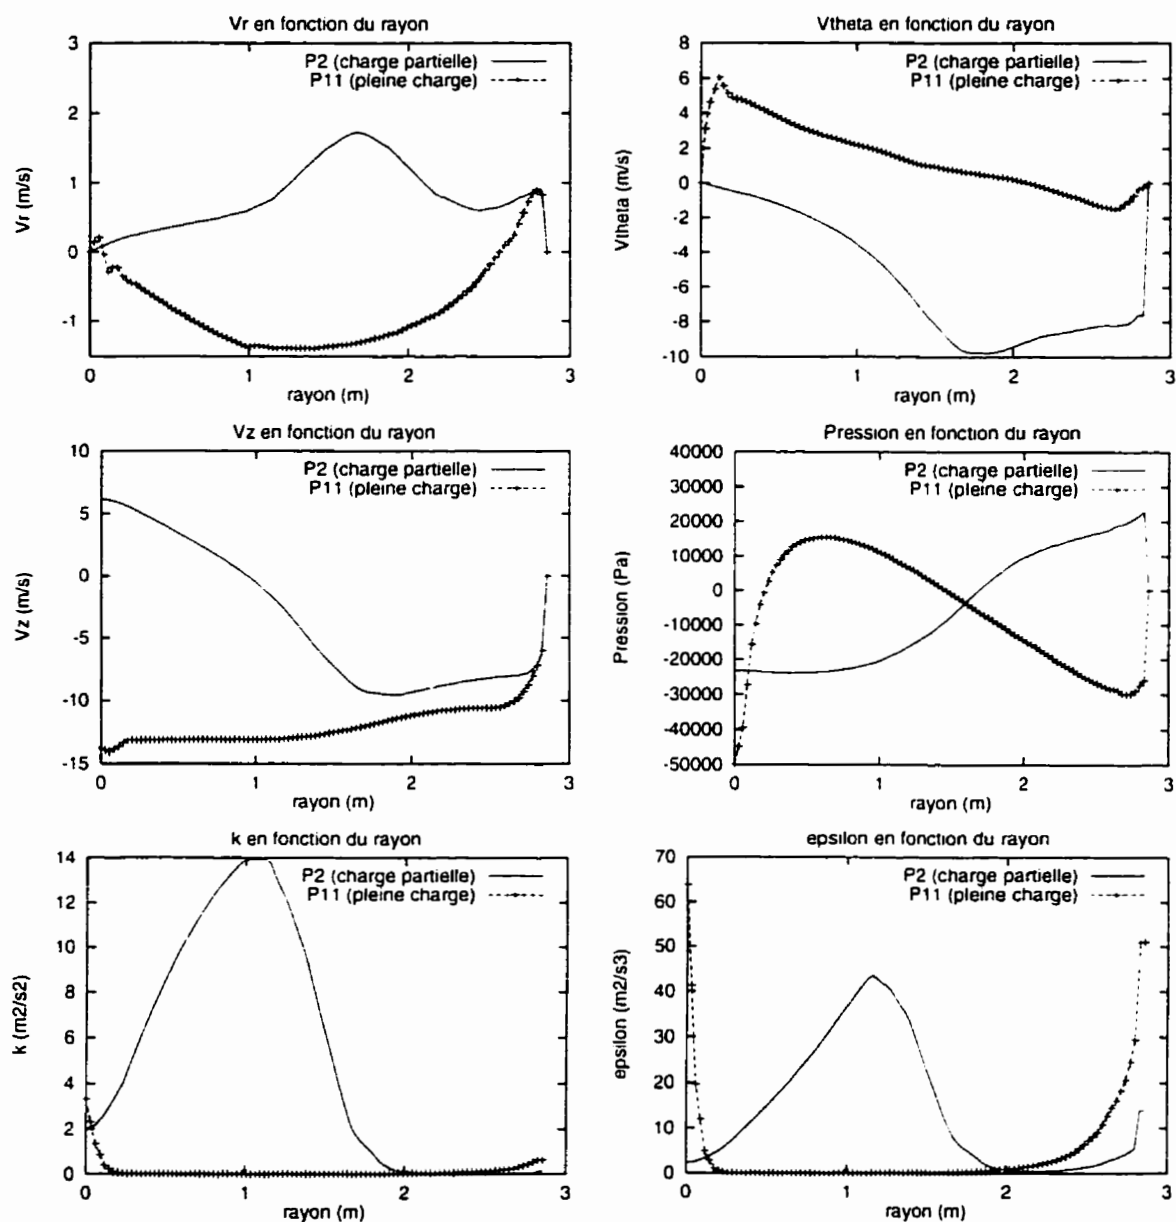 Vr en fonction du rayon
P2 (charge partielle)
P11 (pleine charge)
Vr (m/s)
3
2
1
0
-1
0
1
2
3
rayon (m)
Vtheta en fonction du rayon
P2 (charge partielle)
P11 (pleine charge)
Vtheta (m/s)
8
6
4
2
0
-2
-4
-6
-8
-10
0
1
2
3
rayon (m)
Vz en fonction du rayon
P2 (charge partielle)
P11 (pleine charge)
Vz (m/s)
10
5
0
-5
-10
-15
0
1
2
3
rayon (m)
Pression en fonction du rayon
P2 (charge partielle)
P11 (pleine charge)
Pression (Pa)
40000
30000
20000
10000
0
-10000
-20000
-30000
-40000
-50000
0
1
2
3
rayon (m)
k en fonction du rayon
P2 (charge partielle)
P11 (pleine charge)
k (m2/s2)
14
12
10
8
6
4
2
0
0
1
2
3
rayon (m)
epsilon en fonction du rayon
P2 (charge partielle)
P11 (pleine charge)
epsilon (m2/s3)
70
60
50
40
30
20
10
0
0
1
2
3
rayon (m)